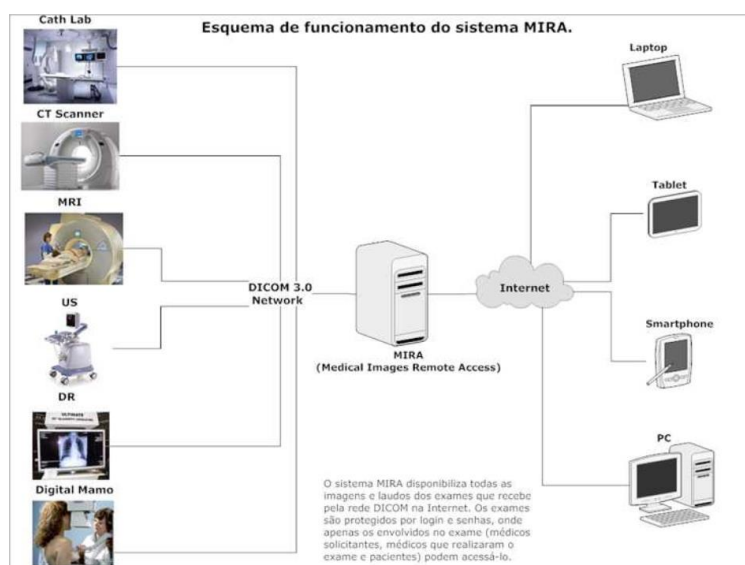 Esquema de funcionamento do sistema MIRA.
Cath Lab
CT Scanner
MRI
US
DR
ULTIMATE
Digital Mamo
DICOM 3.0
Network
MIRA
(Medical Images Remote Access)
Internet
Laptop
Tablet
Smartphone
PC
O sistema MIRA disponibiliza todas as
imagens e laudos dos exames que recebe
pela rede DICOM na Internet. Os exames
são protegidos por login e senhas, onde
apenas os envolvidos no exame (médicos
solicitantes, médicos que realizaram o
exame e pacientes) podem acessá-lo.